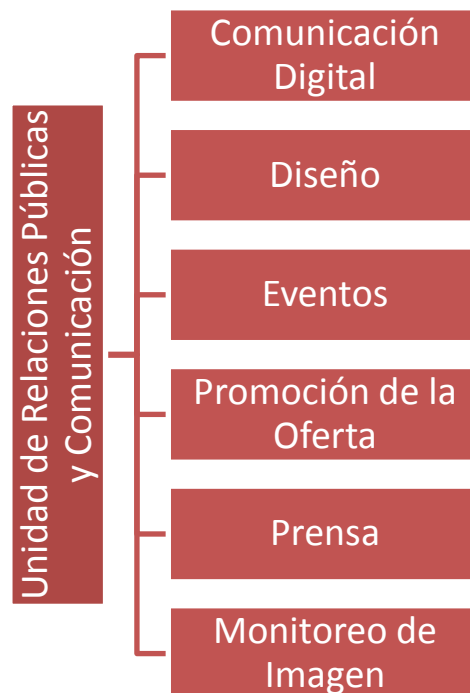 Unidad de Relaciones Públicas
y Comunicación
Comunicación
Digital
Diseño
Eventos
Promoción de la
Oferta
Prensa
Monitoreo de
Imagen